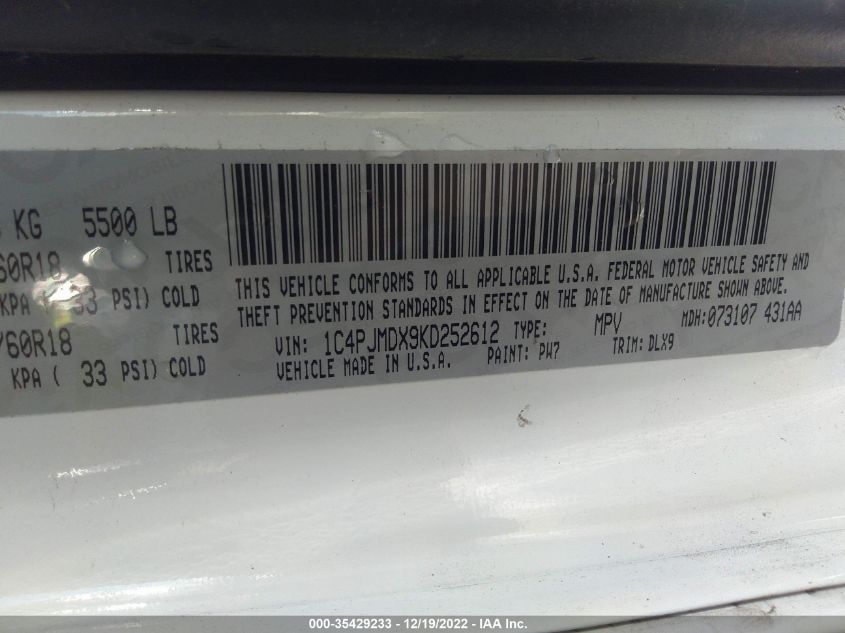 KG 5500 LB
60R18 TIRES
KPA ( 33 PSI) COLD
/60R18 TIRES
KPA ( 33 PSI) COLD
THIS VEHICLE CONFORMS TO ALL APPLICABLE U.S.A. FEDERAL MOTOR VEHICLE SAFETY AND
THEFT PREVENTION STANDARDS IN EFFECT ON THE DATE OF MANUFACTURE SHOWN ABOVE.
VIN: 1C4PJMDX9KD252612 TYPE: MPV MDH:073107 431AA
VEHICLE MADE IN U.S.A. PAINT: PW7 TRIM: DLX9
000-35429233 - 12/19/2022 - IAA Inc.